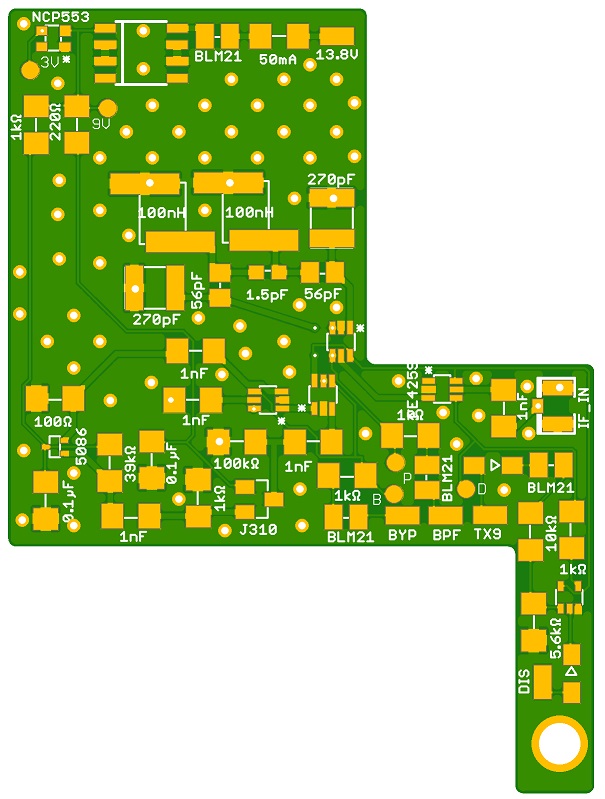 NCP553
3V
*
BLM21
50mA
13.8V
1kΩ
220Ω
9V
270pF
100nH
100nH
56pF
1.5pF
56pF
270pF
*
1nF
*
1nF
1kΩ
1nF
IF_IN
*
*
100Ω
5086
39kΩ
0.1µF
100kΩ
1nF
BLM21
P
D
BLM21
0.1µF
1kΩ
1kΩ
B
1nF
J310
BLM21
BYP
BPF
TX9
10kΩ
1kΩ
5.6kΩ
DIS